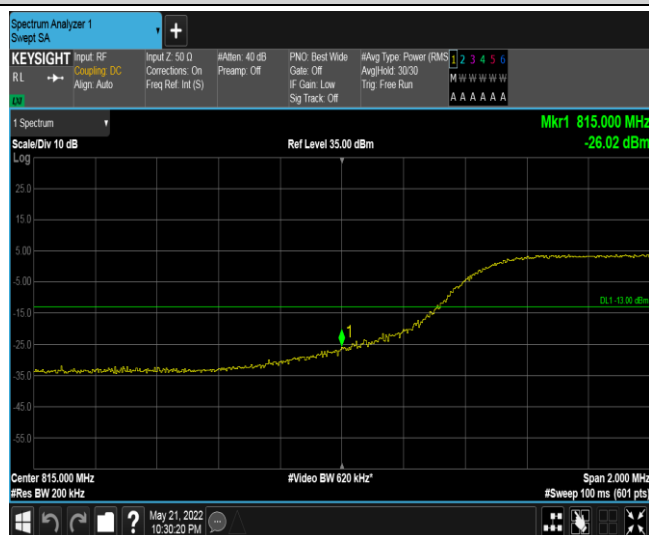 Spectrum Analyzer 1
Swept SA
+
KEYSIGHT
RL
LXI
Input: RF
Coupling: DC
Align: Auto
Input Z: 50 Ω
Corrections: On
Freq Ref: Int (S)
#Atten: 40 dB
Preamp: Off
PNO: Best Wide
Gate: Off
IF Gain: Low
Sig Track: Off
#Avg Type: Power (RMS
Avg|Hold: 30/30
Trig: Free Run
1 2 3 4 5 6
M W W W W W
A A A A A A
1 Spectrum
Mkr1 815.000 MHz
-26.02 dBm
Scale/Div 10 dB
Ref Level 35.00 dBm
Log
25.0
15.0
5.00
-5.00
-15.0
-25.0
-35.0
-45.0
-55.0
1
DL1 -13.00 dBm
Center 815.000 MHz
#Video BW 620 kHz*
Span 2.000 MHz
#Res BW 200 kHz
#Sweep 100 ms (601 pts)
?
May 21, 2022
10:30:20 PM